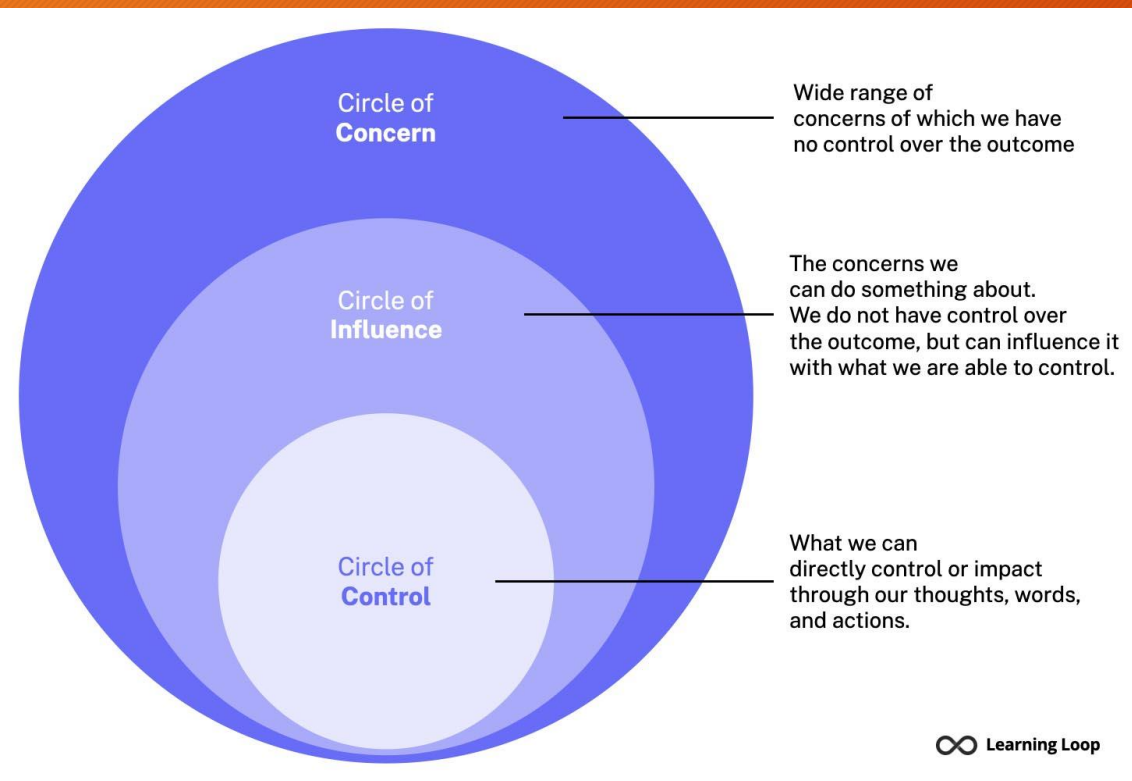 Circle of
Concern
Wide range of
concerns of which we have
no control over the outcome
Circle of
Influence
The concerns we
can do something about.
We do not have control over
the outcome, but can influence it
with what we are able to control.
Circle of
Control
What we can
directly control or impact
through our thoughts, words,
and actions.
Learning Loop